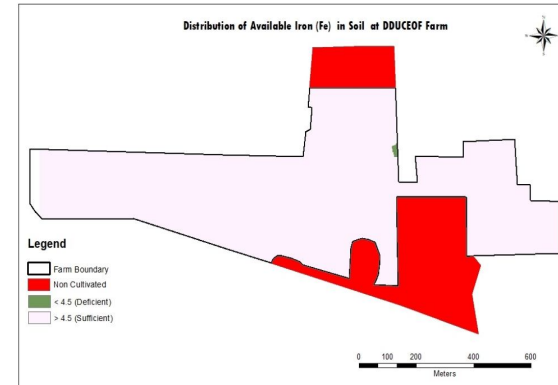 Distribution of Available Iron (Fe) in Soil at DDUCEOF Farm
Legend
Farm Boundary
Non Cultivated
< 4.5 (Deficient)
> 4.5 (Sufficient)
0 100 200 400 600
Meters